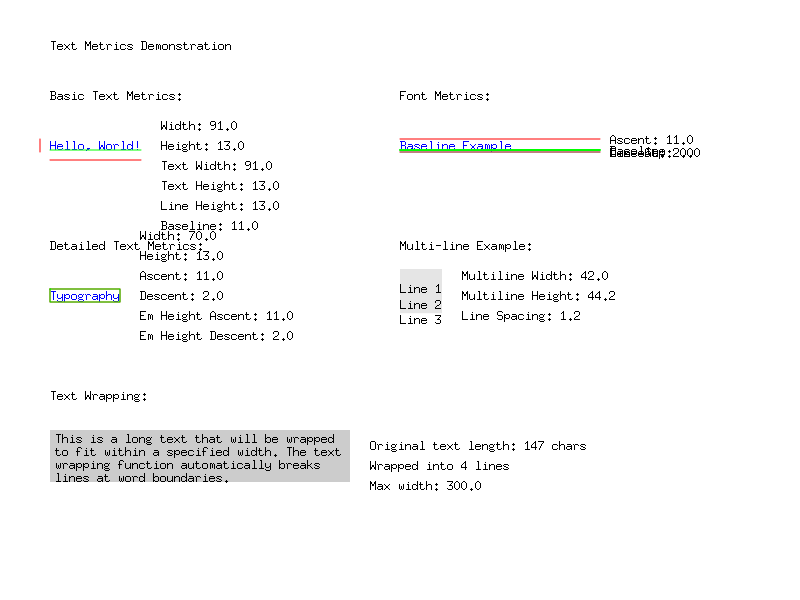 Text Metrics Demonstration
Basic Text Metrics:
Width: 91.0
Hello, World!
Height: 13.0
Text Width: 91.0
Text Height: 13.0
Line Height: 13.0
Baseline: 11.0
Font Metrics:
Baseline Example
Ascent: 11.0
Baseline
Detailed Text Metrics:
Width: 70.0
Height: 13.0
Ascent: 11.0
Typography
Descent: 2.0
Em Height Ascent: 11.0
Em Height Descent: 2.0
Multi-line Example:
Line 1
Line 2
Line 3
Multiline Width: 42.0
Multiline Height: 44.2
Line Spacing: 1.2
Text Wrapping:
This is a long text that will be wrapped
to fit within a specified width. The text
wrapping function automatically breaks
lines at word boundaries.
Original text length: 147 chars
Wrapped into 4 lines
Max width: 300.0